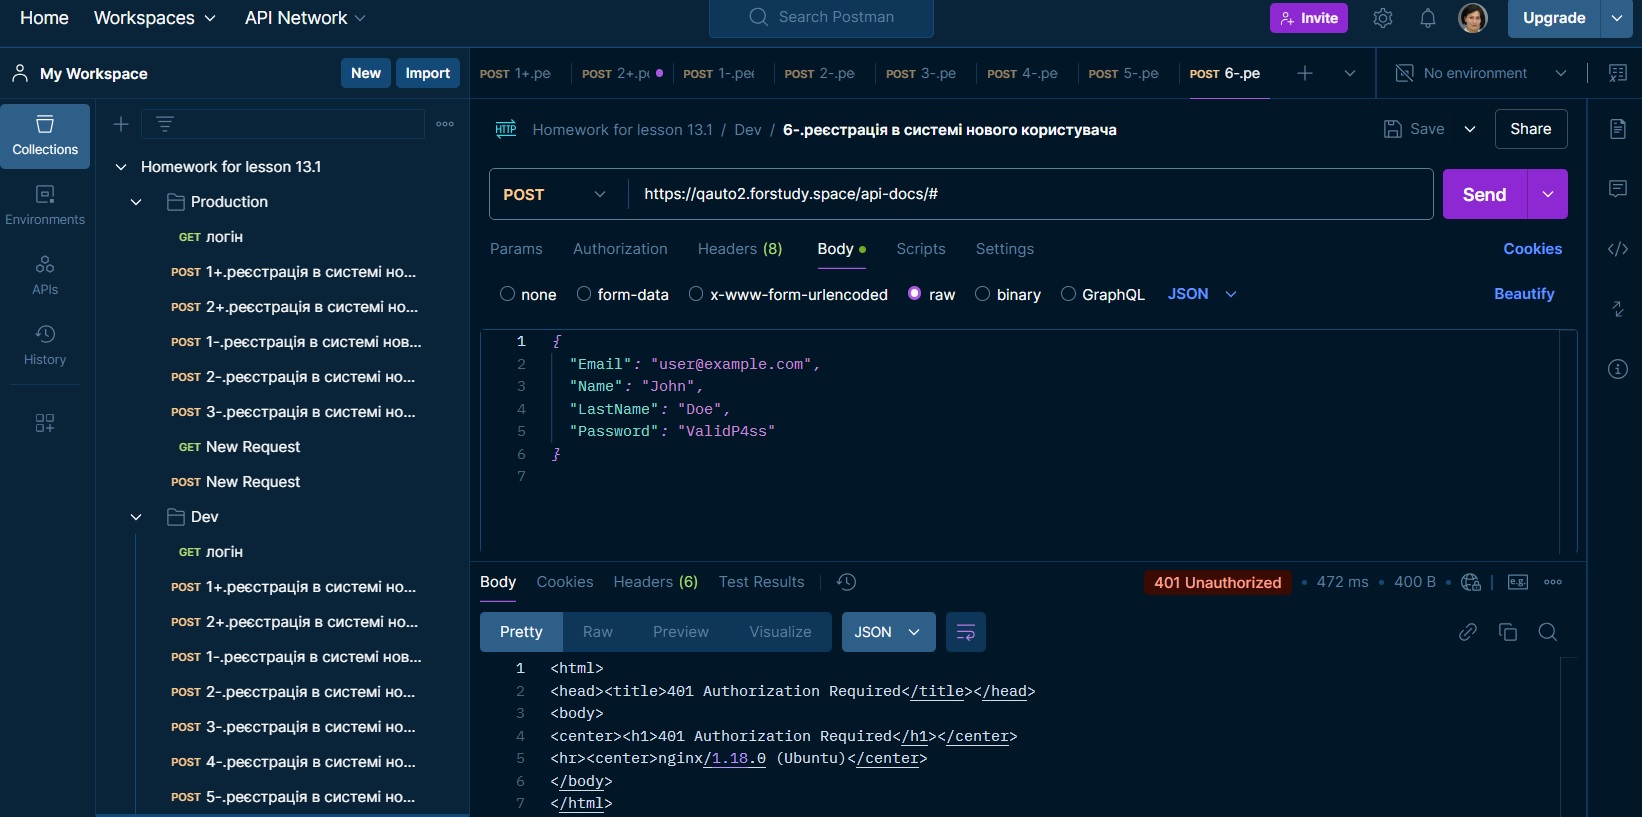 Home Workspaces API Network Search Postman Invite Upgrade
My Workspace New Import POST 1+.pe POST 2+.p POST 1-.pe POST 2-.pe POST 3-.pe POST 4-.pe POST 5-.pe POST 6-.pe No environment
Collections
Environments
APIs
History
Homework for lesson 13.1
Production
GET логін
POST 1+.реєстрація в системі но...
POST 2+.реєстрація в системі но...
POST 1-.реєстрація в системі нов...
POST 2-.реєстрація в системі но...
POST 3-.реєстрація в системі но...
GET New Request
POST New Request
Dev
GET логін
POST 1+.реєстрація в системі но...
POST 2+.реєстрація в системі но...
POST 1-.реєстрація в системі нов...
POST 2-.реєстрація в системі но...
POST 3-.реєстрація в системі но...
POST 4-.реєстрація в системі но...
POST 5-.реєстрація в системі но...
HTTP Homework for lesson 13.1 / Dev / 6-.реєстрація в системі нового користувача Save Share
POST https://qauto2.forstudy.space/api-docs/# Send
Params Authorization Headers (8) Body Scripts Settings Cookies
none form-data x-www-form-urlencoded raw binary GraphQL JSON Beautify
1 {
2 "Email": "user@example.com",
3 "Name": "John",
4 "LastName": "Doe",
5 "Password": "ValidP4ss"
6 }
7
Body Cookies Headers (6) Test Results 401 Unauthorized • 472 ms • 400 B • e.g.
Pretty Raw Preview Visualize JSON
1 <html>
2 <head><title>401 Authorization Required</title></head>
3 <body>
4 <center><h1>401 Authorization Required</h1></center>
5 <hr><center>nginx/1.18.0 (Ubuntu)</center>
6 </body>
7 </html>